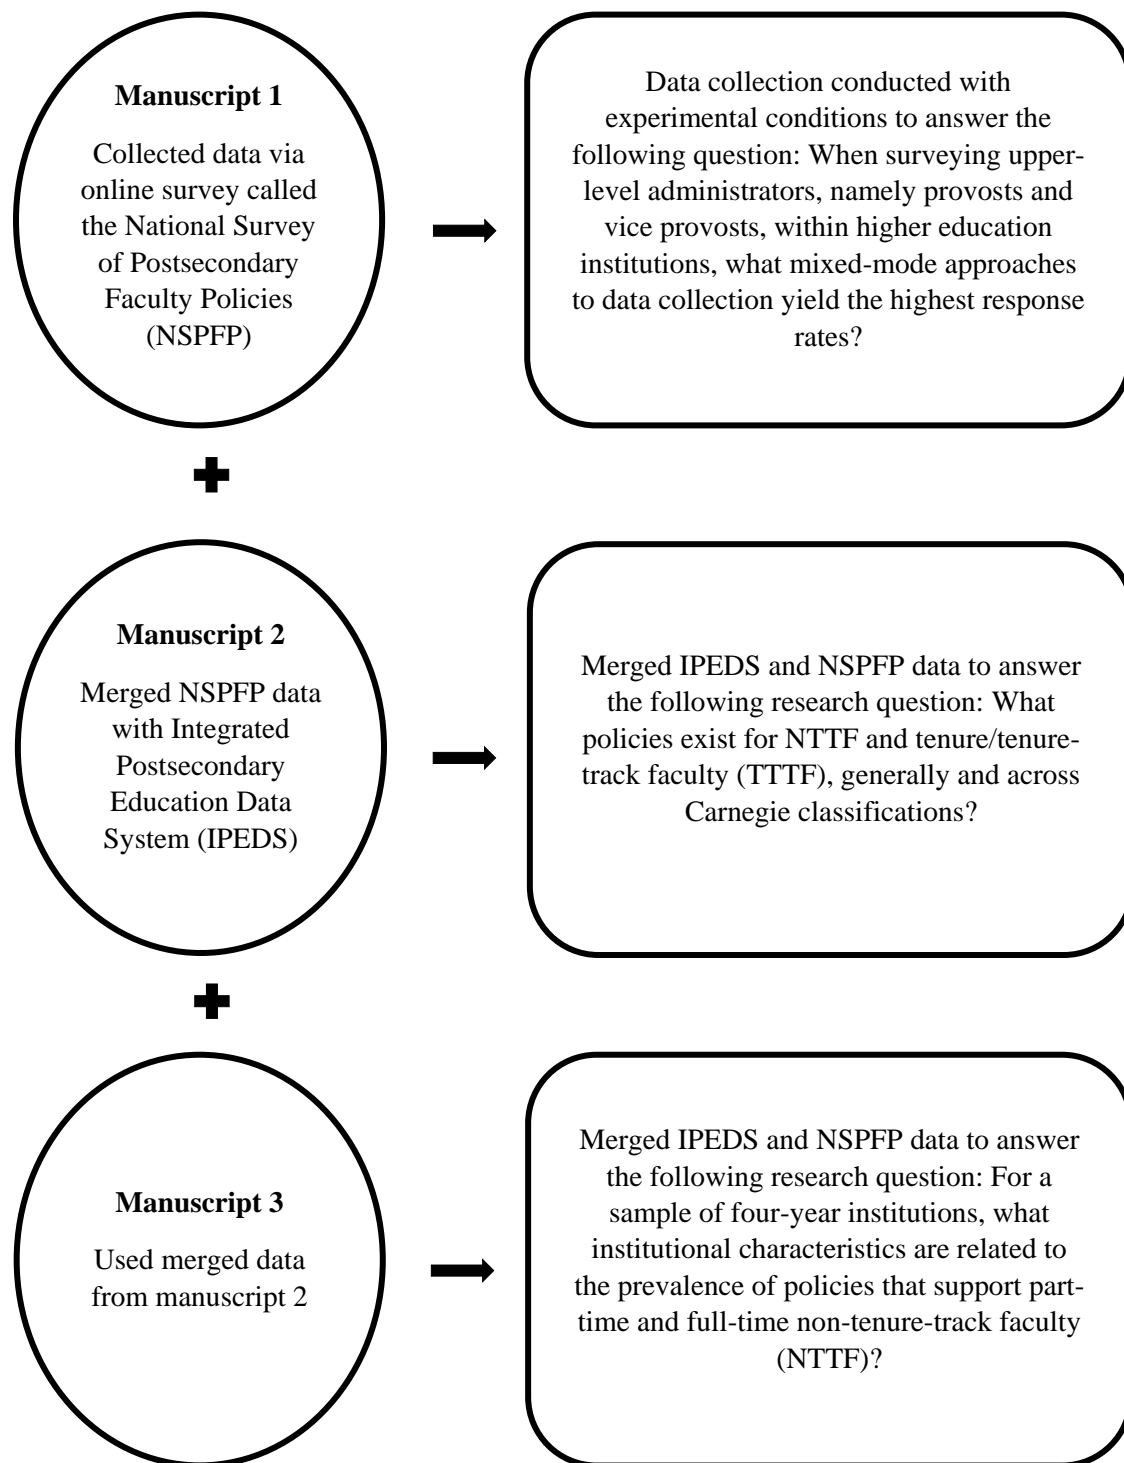 Manuscript 1
Collected data via
online survey called
the National Survey
of Postsecondary
Faculty Policies
(NSPFP)
Data collection conducted with
experimental conditions to answer the
following question: When surveying upper-
level administrators, namely provosts and
vice provosts, within higher education
institutions, what mixed-mode approaches
to data collection yield the highest response
rates?
Manuscript 2
Merged NSPFP data
with Integrated
Postsecondary
Education Data
System (IPEDS)
Merged IPEDS and NSPFP data to answer
the following research question: What
policies exist for NTTF and tenure/tenure-
track faculty (TTTF), generally and across
Carnegie classifications?
Manuscript 3
Used merged data
from manuscript 2
Merged IPEDS and NSPFP data to answer
the following research question: For a
sample of four-year institutions, what
institutional characteristics are related to
the prevalence of policies that support part-
time and full-time non-tenure-track faculty
(NTTF)?